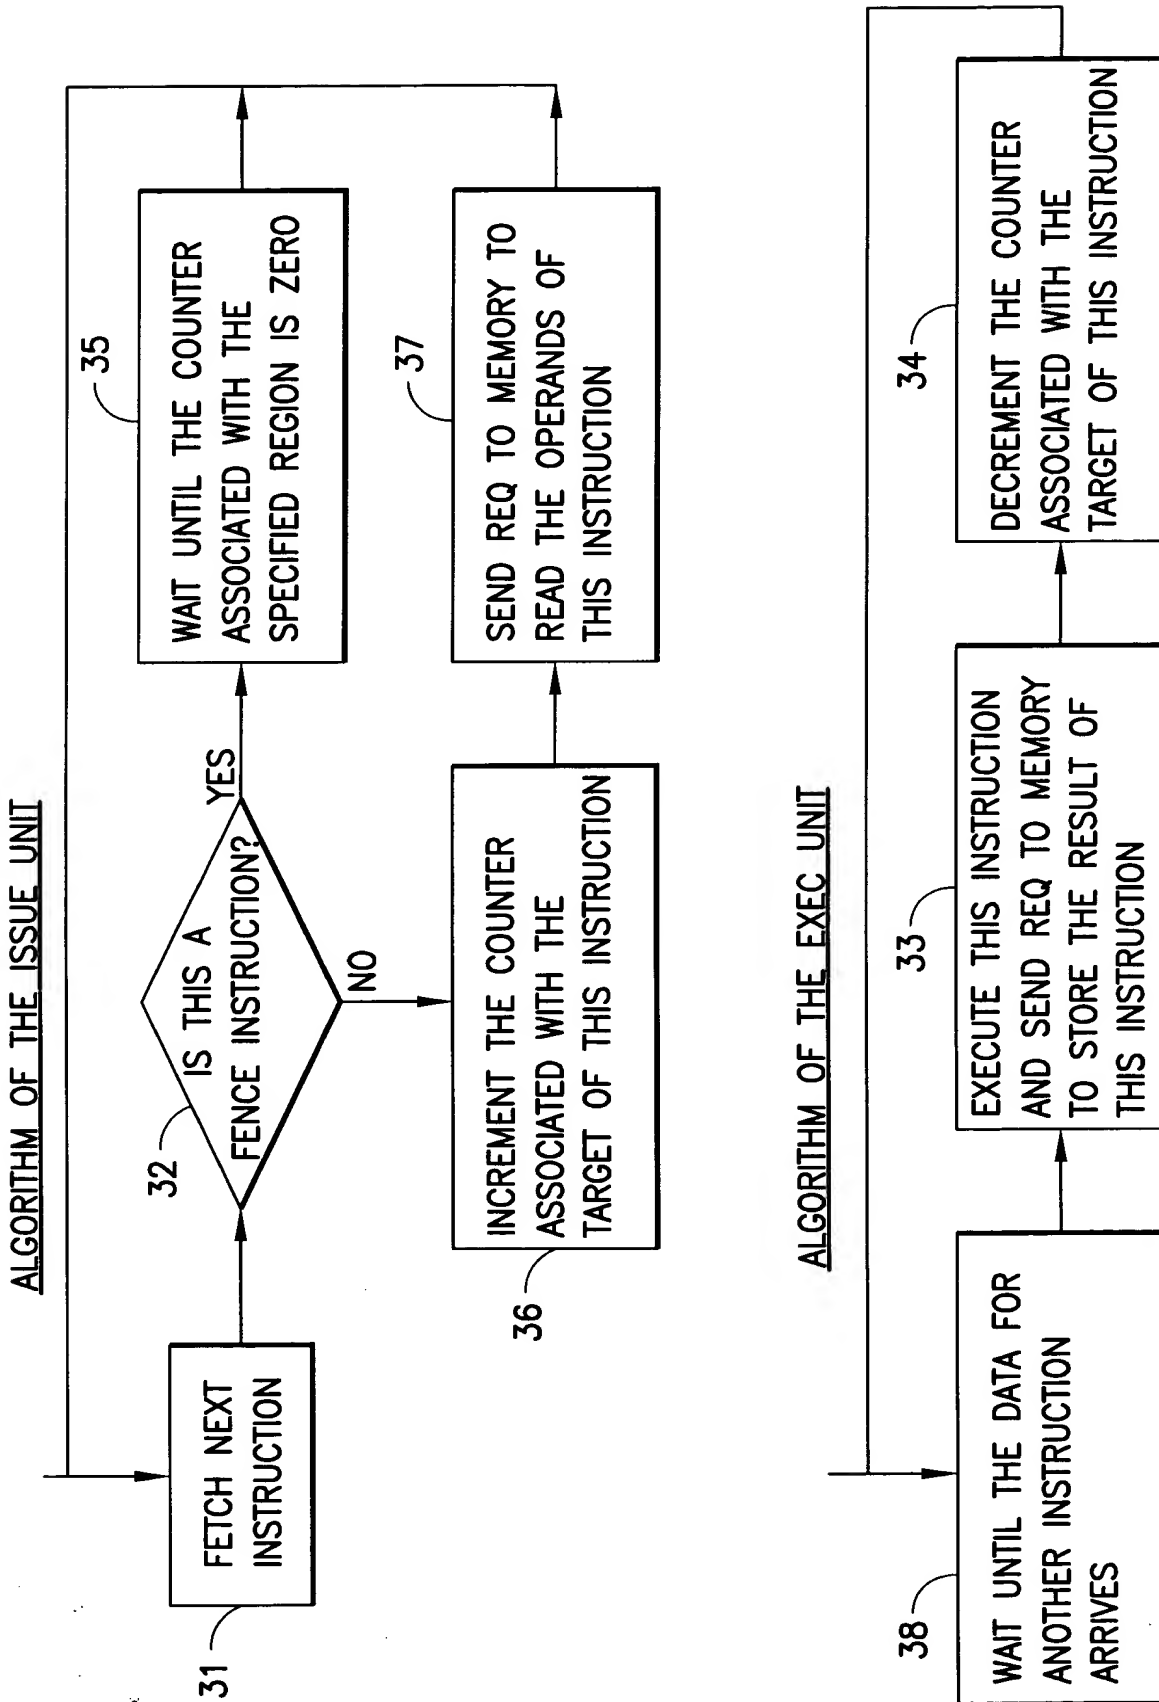 ALGORITHM OF THE ISSUE UNIT
31
FETCH NEXT
INSTRUCTION
32
IS THIS A
FENCE INSTRUCTION?
YES
NO
35
WAIT UNTIL THE COUNTER
ASSOCIATED WITH THE
SPECIFIED REGION IS ZERO
36
INCREMENT THE COUNTER
ASSOCIATED WITH THE
TARGET OF THIS INSTRUCTION
37
SEND REQ TO MEMORY TO
READ THE OPERANDS OF
THIS INSTRUCTION
ALGORITHM OF THE EXEC UNIT
38
WAIT UNTIL THE DATA FOR
ANOTHER INSTRUCTION
ARRIVES
33
EXECUTE THIS INSTRUCTION
AND SEND REQ TO MEMORY
TO STORE THE RESULT OF
THIS INSTRUCTION
34
DECREMENT THE COUNTER
ASSOCIATED WITH THE
TARGET OF THIS INSTRUCTION